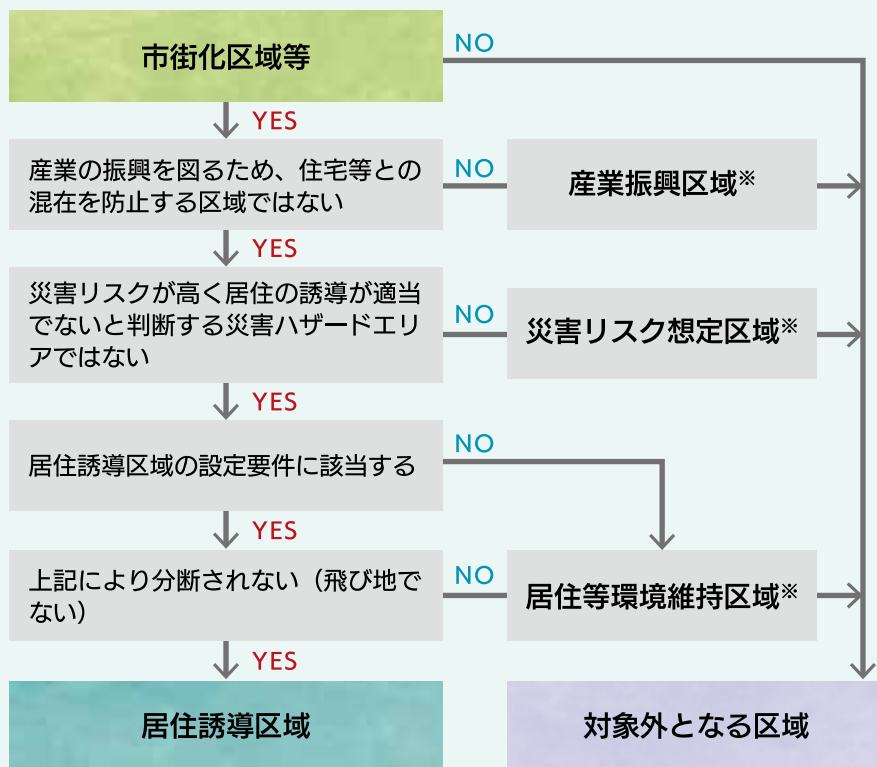 市街化区域等
NO
YES
産業の振興を図るため、住宅等との
混在を防止する区域ではない
NO
産業振興区域※
YES
災害リスクが高く居住の誘導が適当
でないと判断する災害ハザードエリ
アではない
NO
災害リスク想定区域※
YES
居住誘導区域の設定要件に該当する
NO
YES
上記により分断されない（飛び地で
ない）
NO
居住等環境維持区域※
YES
居住誘導区域
対象外となる区域